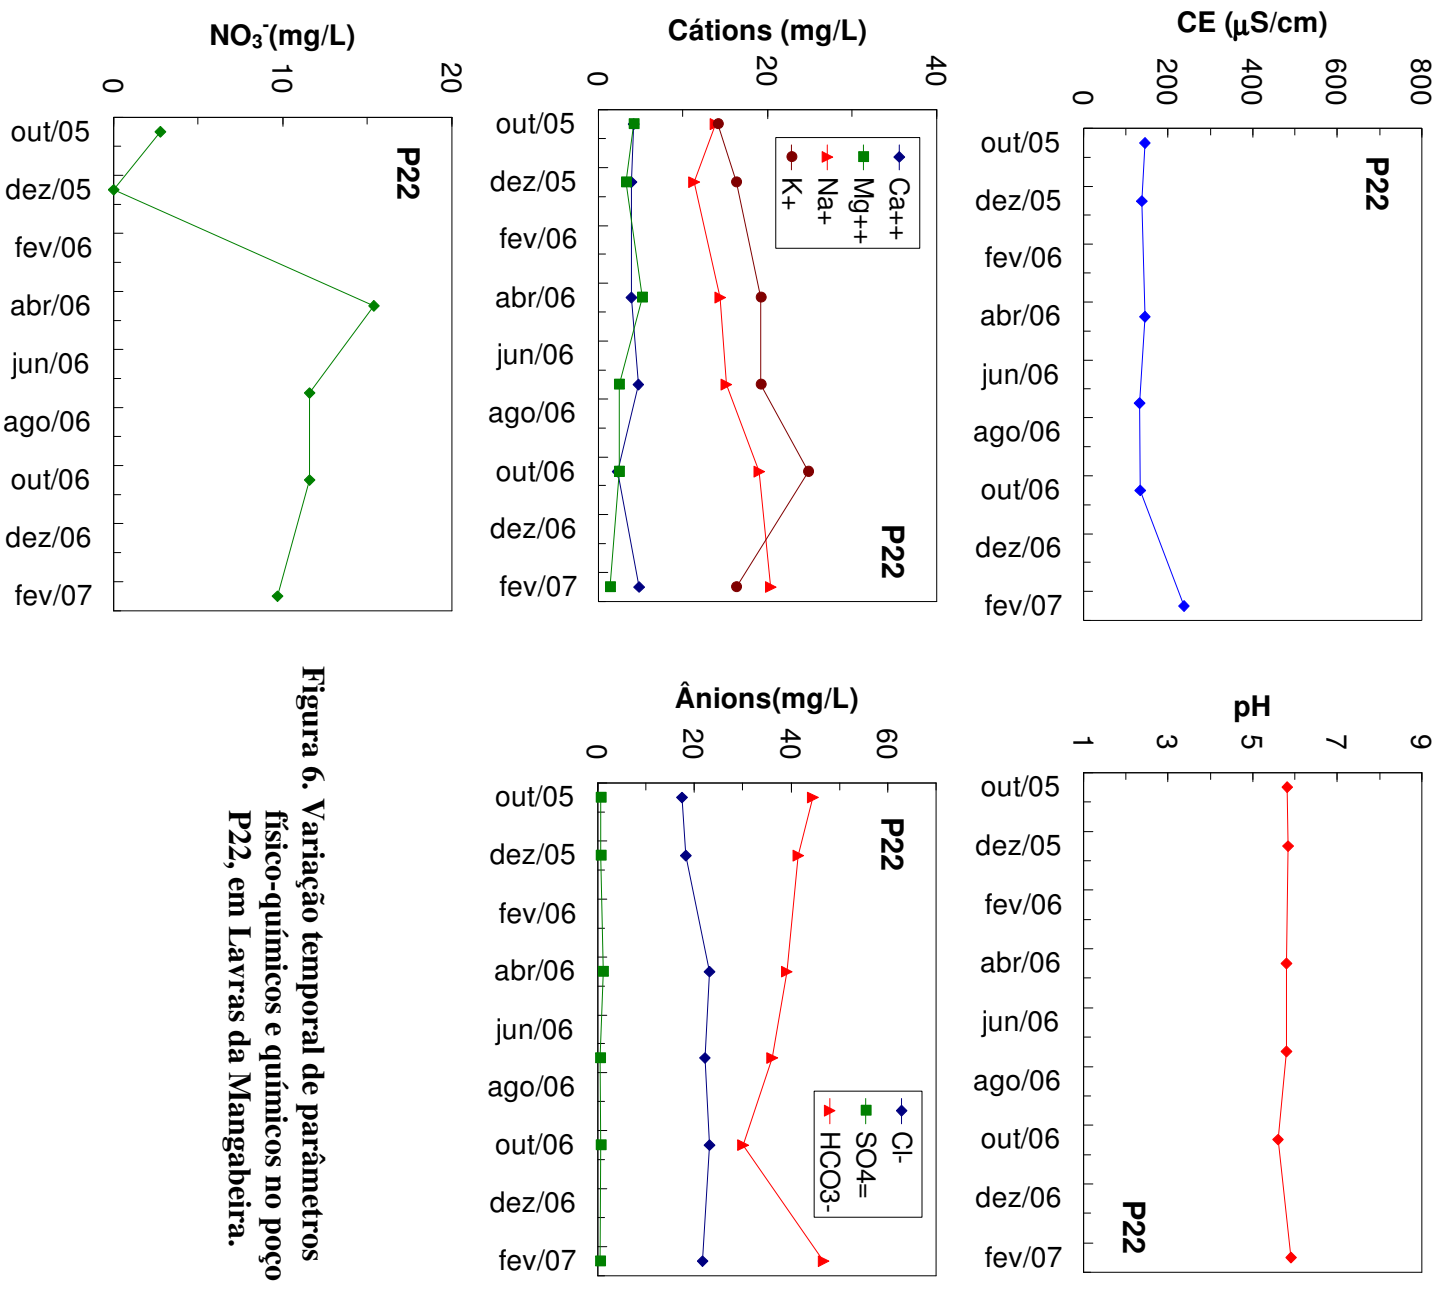 CE (µS/cm)
0
200
400
600
800
P22
out/05
dez/05
fev/06
abr/06
jun/06
ago/06
out/06
dez/06
fev/07
pH
1
3
5
7
9
P22
out/05
dez/05
fev/06
abr/06
jun/06
ago/06
out/06
dez/06
fev/07
Cátions (mg/L)
0
20
40
Ca++
Mg++
Na+
K+
P22
out/05
dez/05
fev/06
abr/06
jun/06
ago/06
out/06
dez/06
fev/07
Ânions(mg/L)
0
20
40
60
P22
Cl-
SO4=
HCO3-
out/05
dez/05
fev/06
abr/06
jun/06
ago/06
out/06
dez/06
fev/07
NO₃⁻(mg/L)
0
10
20
P22
out/05
dez/05
fev/06
abr/06
jun/06
ago/06
out/06
dez/06
fev/07
Figura 6. Variação temporal de parâmetros
físico-químicos e químicos no poço
P22, em Lavras da Mangabeira.